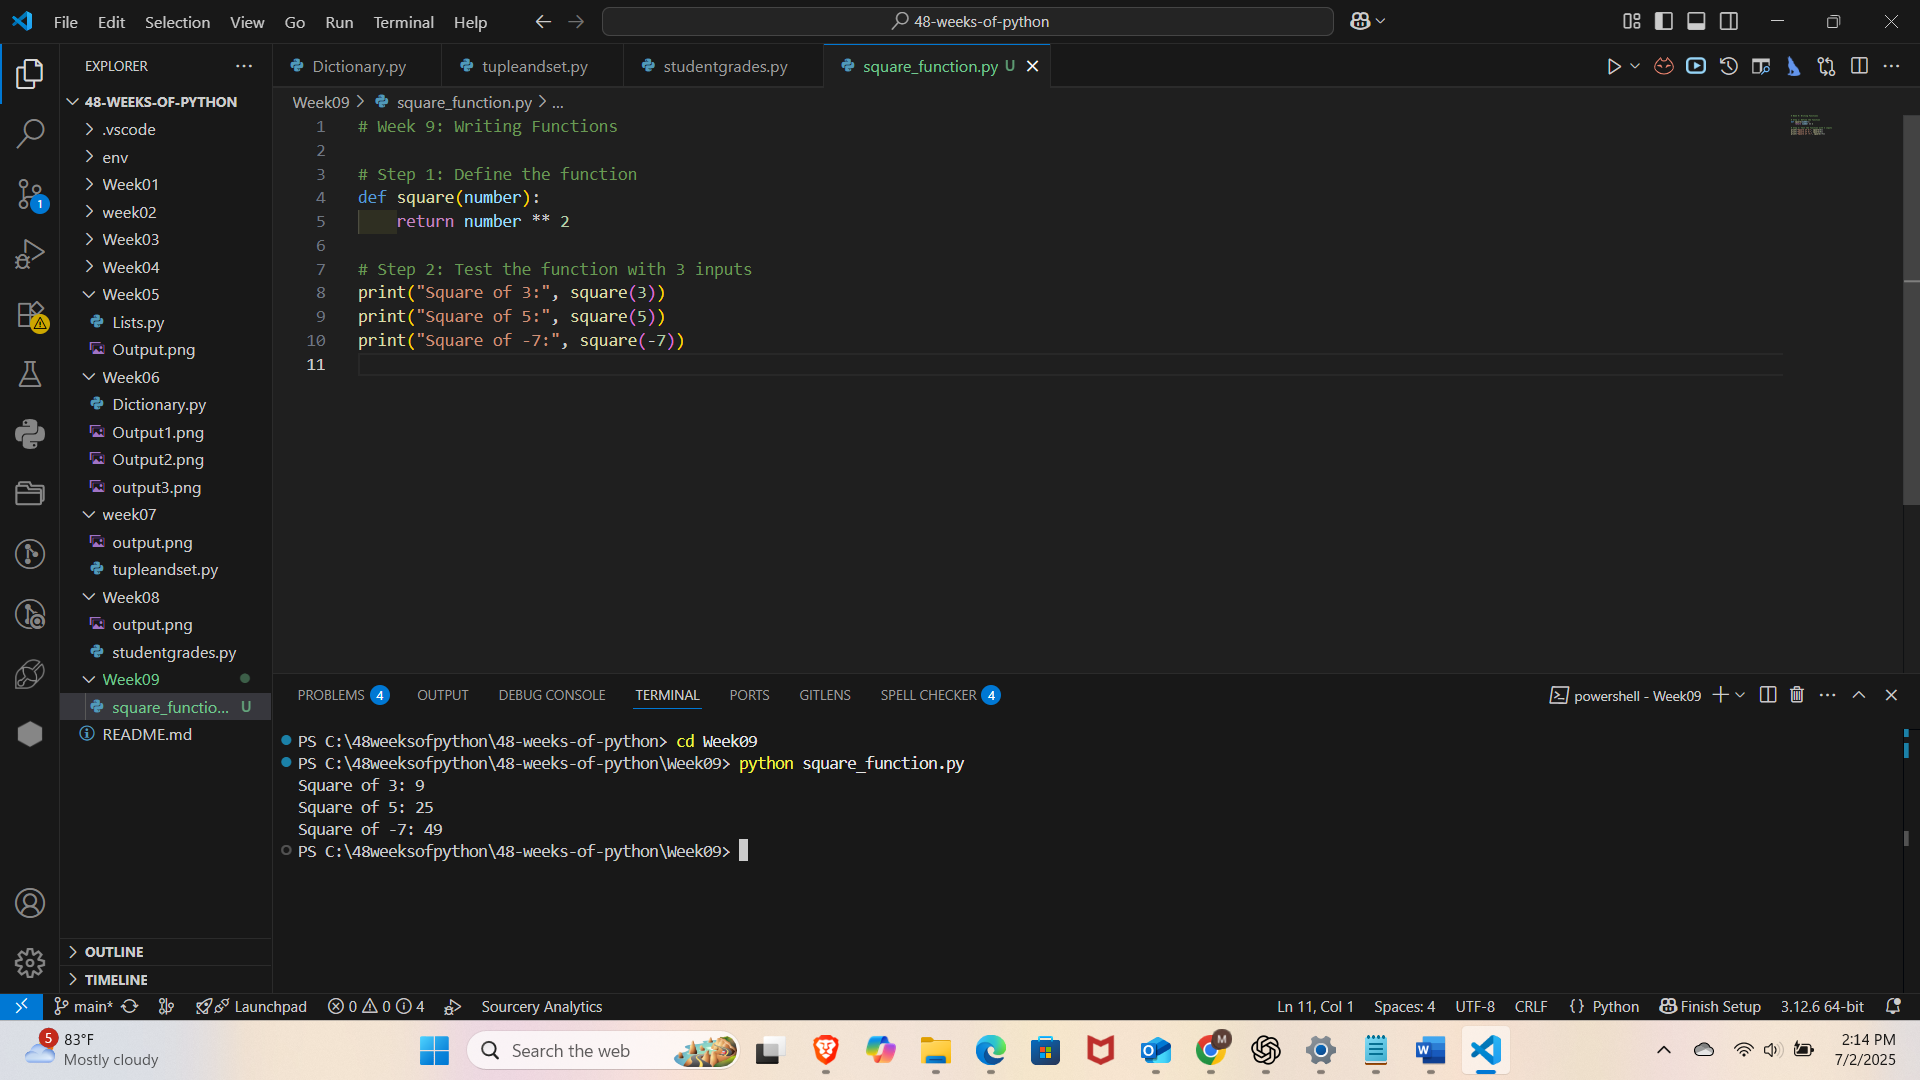 File Edit Selection View Go Run Terminal Help
48-weeks-of-python
EXPLORER
48-WEEKS-OF-PYTHON
.vscode
env
Week01
week02
Week03
Week04
Week05
Lists.py
Output.png
Week06
Dictionary.py
Output1.png
Output2.png
output3.png
week07
output.png
tupleandset.py
Week08
output.png
studentgrades.py
Week09
square_functio... U
README.md
OUTLINE
TIMELINE
1
Dictionary.py tupleandset.py studentgrades.py square_function.py U
Week09 > square_function.py > ...
1 # Week 9: Writing Functions
2
3 # Step 1: Define the function
4 def square(number):
5 return number ** 2
6
7 # Step 2: Test the function with 3 inputs
8 print("Square of 3:", square(3))
9 print("Square of 5:", square(5))
10 print("Square of -7:", square(-7))
11
PROBLEMS 4 OUTPUT DEBUG CONSOLE TERMINAL PORTS GITLENS SPELL CHECKER 4
powershell - Week09
PS C:\48weeksofpython\48-weeks-of-python> cd Week09
PS C:\48weeksofpython\48-weeks-of-python\Week09> python square_function.py
Square of 3: 9
Square of 5: 25
Square of -7: 49
PS C:\48weeksofpython\48-weeks-of-python\Week09>
main* Launchpad 0 0 4 Sourcery Analytics Ln 11, Col 1 Spaces: 4 UTF-8 CRLF {} Python Finish Setup 3.12.6 64-bit
5
83°F
Mostly cloudy
Search the web
M
W
2:14 PM
7/2/2025